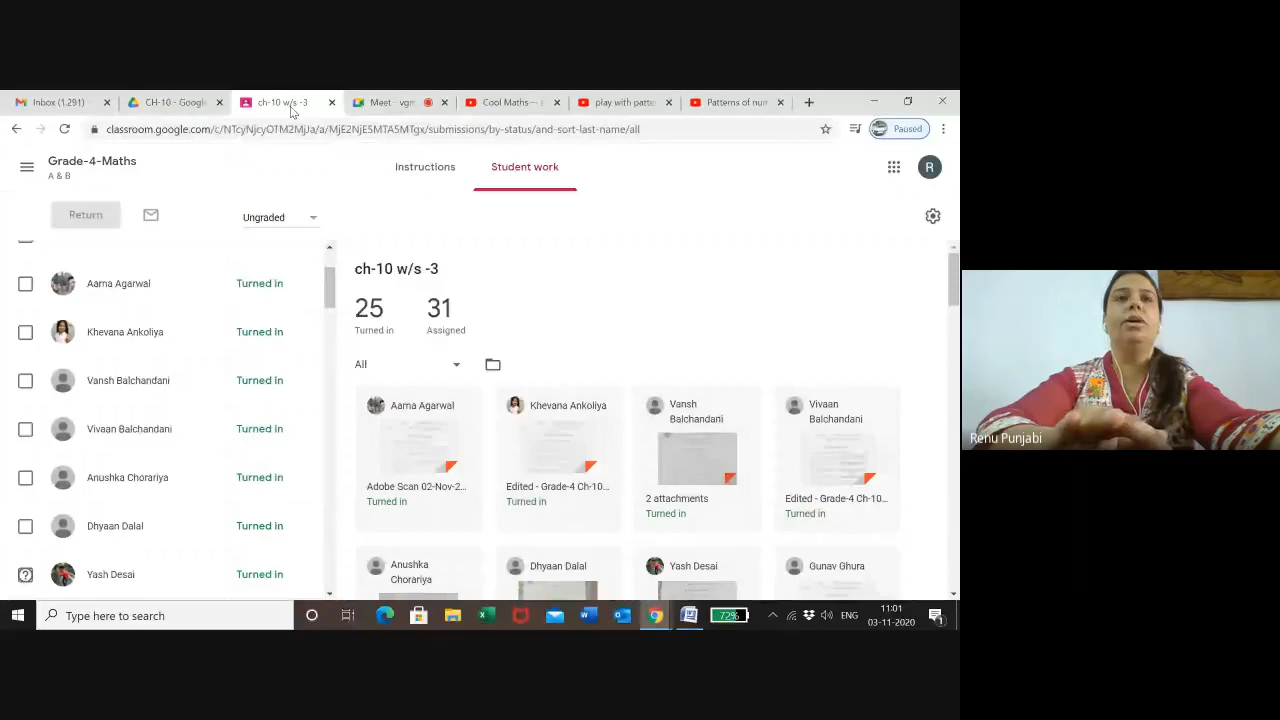 Inbox (1,291)
CH-10 - Google
ch-10 w/s -3
Meet - vgm
Cool Maths—
play with patte
Patterns of num
classroom.google.com/c/NTcyNjcyOTM2MjJa/a/MjE2NjE5MTA5MTgx/submissions/by-status/and-sort-last-name/all
Paused
Grade-4-Maths
A & B
Instructions
Student work
R
Return
Ungraded
Aarna Agarwal Turned in
Khevana Ankoliya Turned in
Vansh Balchandani Turned in
Vivaan Balchandani Turned in
Anushka Chorariya Turned in
Dhyaan Dalal Turned in
Yash Desai Turned in
ch-10 w/s -3
25 31
Turned in Assigned
All
Aarna Agarwal
Adobe Scan 02-Nov-2...
Turned in
Khevana Ankoliya
Edited - Grade-4 Ch-10...
Turned in
Vansh
Balchandani
2 attachments
Turned in
Vivaan
Balchandani
Edited - Grade-4 Ch-10...
Turned in
Anushka
Chorariya
Dhyaan Dalal
Yash Desai
Gunav Ghura
Renu Punjabi
Type here to search
72%
ENG
11:01
03-11-2020
1